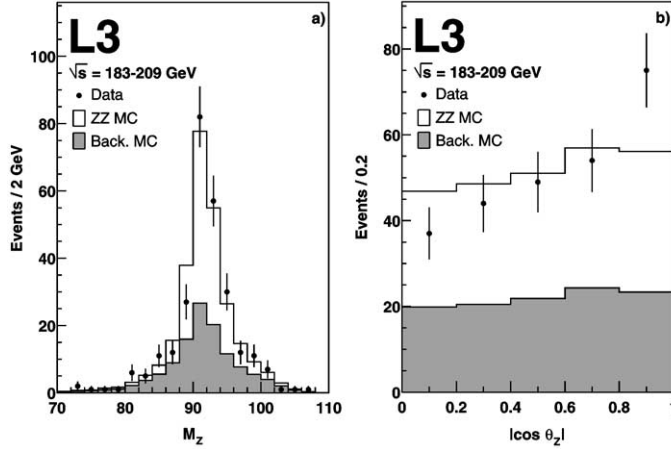 a)
L3
√s = 183-209 GeV
Data
ZZ MC
Back. MC
Events / 2 GeV
100
80
60
40
20
0
70 80 90 100 110
M_Z
b)
L3
√s = 183-209 GeV
Data
ZZ MC
Back. MC
Events / 0.2
80
60
40
20
0
0 0.2 0.4 0.6 0.8 1
|cos θ_Z|